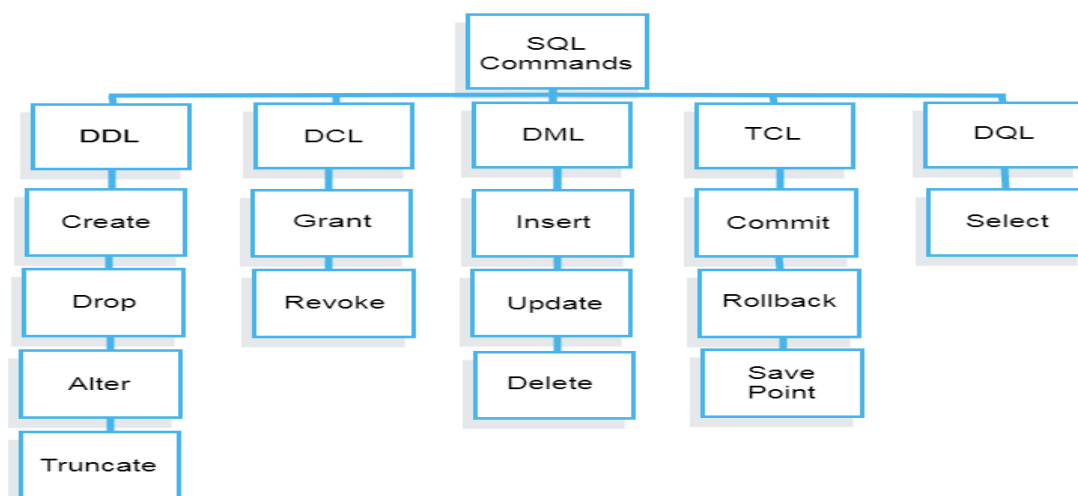 SQL
Commands
DDL
DCL
DML
TCL
DQL
Create
Grant
Insert
Commit
Select
Drop
Revoke
Update
Rollback
Alter
Delete
Save
Point
Truncate